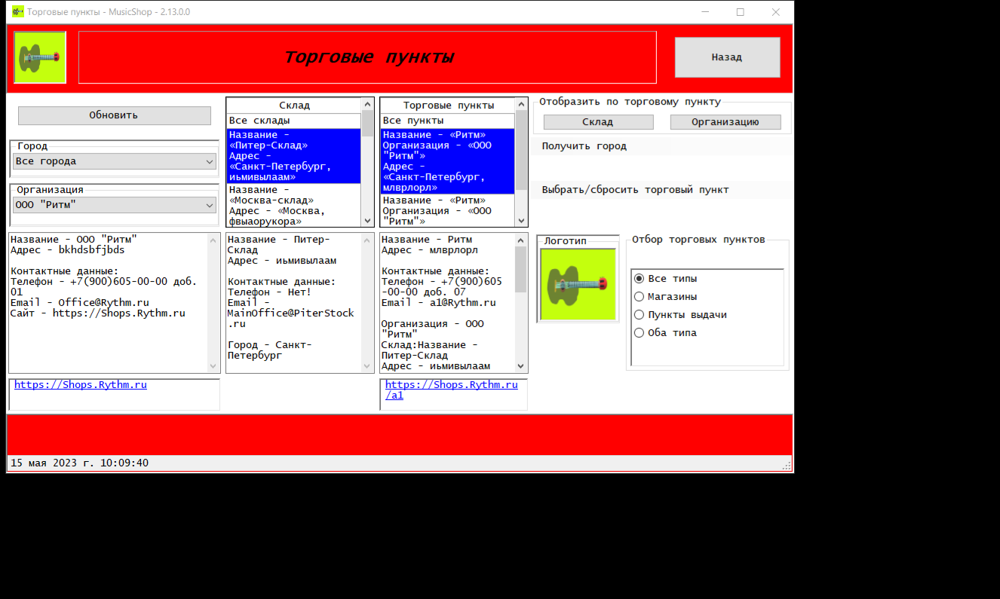 Торговые пункты - MusicShop - 2.13.0.0
Торговые пункты
Назад
Обновить
Город
Все города
Организация
ООО "Ритм"
Склад
Все склады
Название -
«Питер-Склад»
Адрес -
«Санкт-Петербург,
иьмивылаам»
Название -
«Москва-склад»
Адрес - «Москва,
фвыаорукора»
Торговые пункты
Все пункты
Название - «Ритм»
Организация - «ООО
"Ритм"»
Адрес -
«Санкт-Петербург,
млврлорл»
Название - «Ритм»
Организация - «ООО
"Ритм"»
Отобразить по торговому пункту
Склад
Организацию
Получить город
Выбрать/сбросить торговый пункт
Название - ООО "Ритм"
Адрес - bkhdsbfjbds
Контактные данные:
Телефон - +7(900)605-00-00 доб.
01
Email - Office@Rythm.ru
Сайт - https://Shops.Rythm.ru
Название - Питер-
Склад
Адрес - иьмивылаам
Контактные данные:
Телефон - Нет!
Email -
MainOffice@PiterStock
.ru
Город - Санкт-
Петербург
Название - Ритм
Адрес - млврлорл
Контактные данные:
Телефон - +7(900)605
-00-00 доб. 07
Email - a1@Rythm.ru
Организация - ООО
"Ритм"
Склад:Название -
Питер-Склад
Адрес - иьмивылаам
Логотип
Отбор торговых пунктов
Все типы
Магазины
Пункты выдачи
Оба типа
https://Shops.Rythm.ru
https://Shops.Rythm.ru
/a1
15 мая 2023 г. 10:09:40